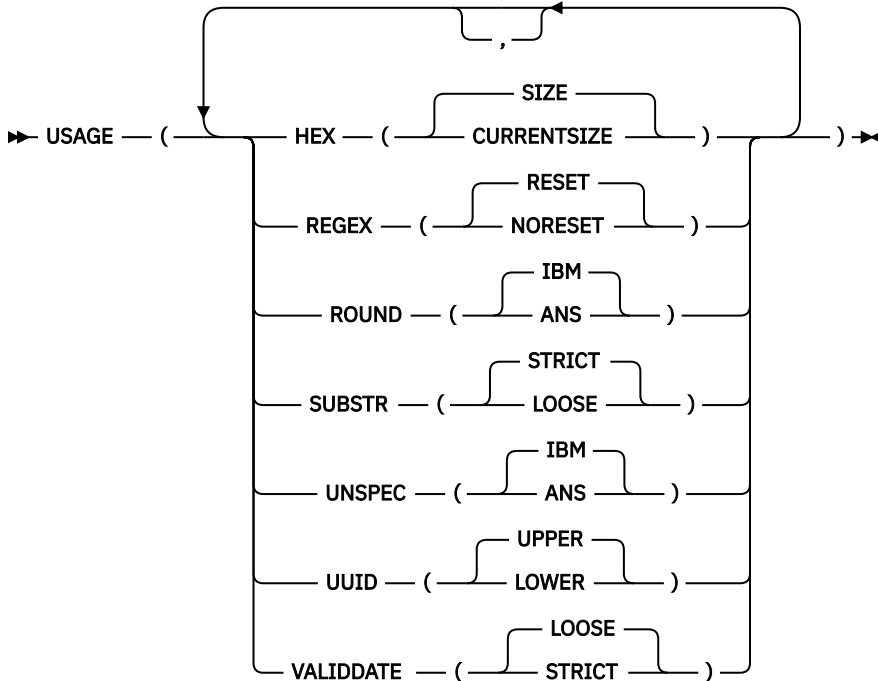 ,
SIZE
USAGE ( HEX ( CURRENTSIZE ) )
RESET
REGEX ( NORESET )
IBM
ROUND ( ANS )
STRICT
SUBSTR ( LOOSE )
IBM
UNSPEC ( ANS )
UPPER
UUID ( LOWER )
LOOSE
VALIDDATE ( STRICT )